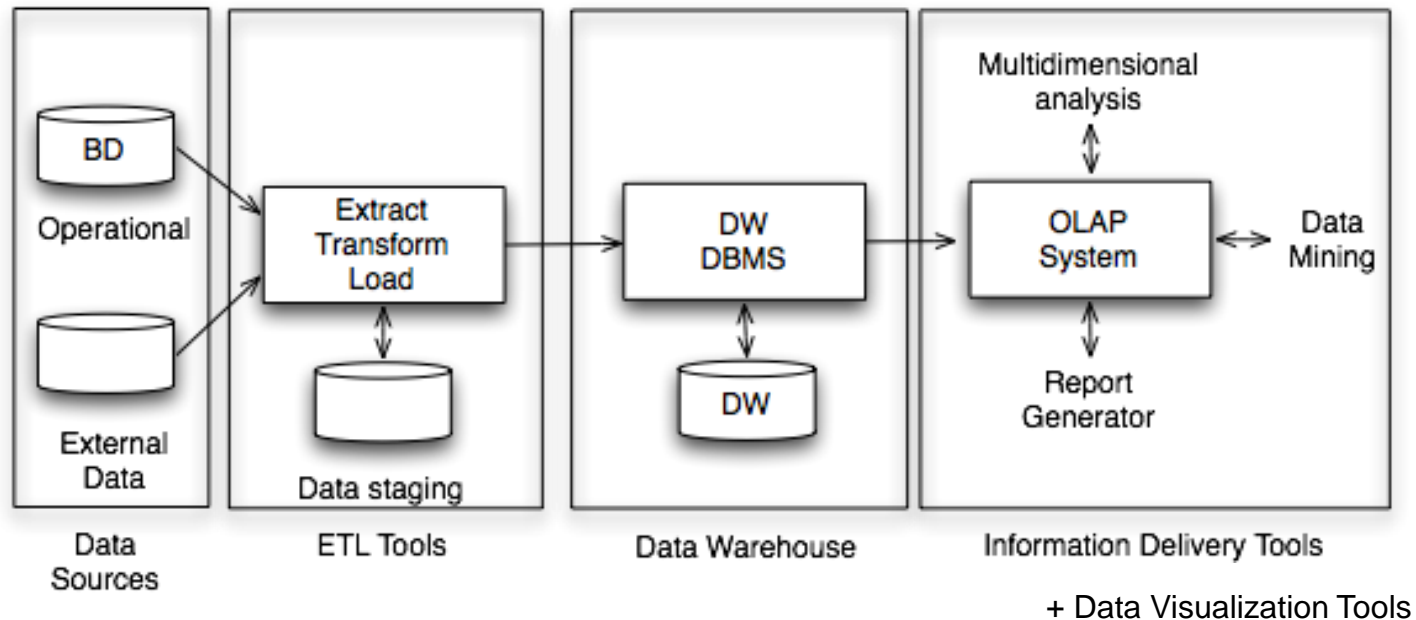 BD
Operational
External
Data
Data
Sources
Extract
Transform
Load
Data staging
ETL Tools
DW
DBMS
DW
Data Warehouse
Multidimensional
analysis
OLAP
System
Data
Mining
Report
Generator
Information Delivery Tools
+ Data Visualization Tools